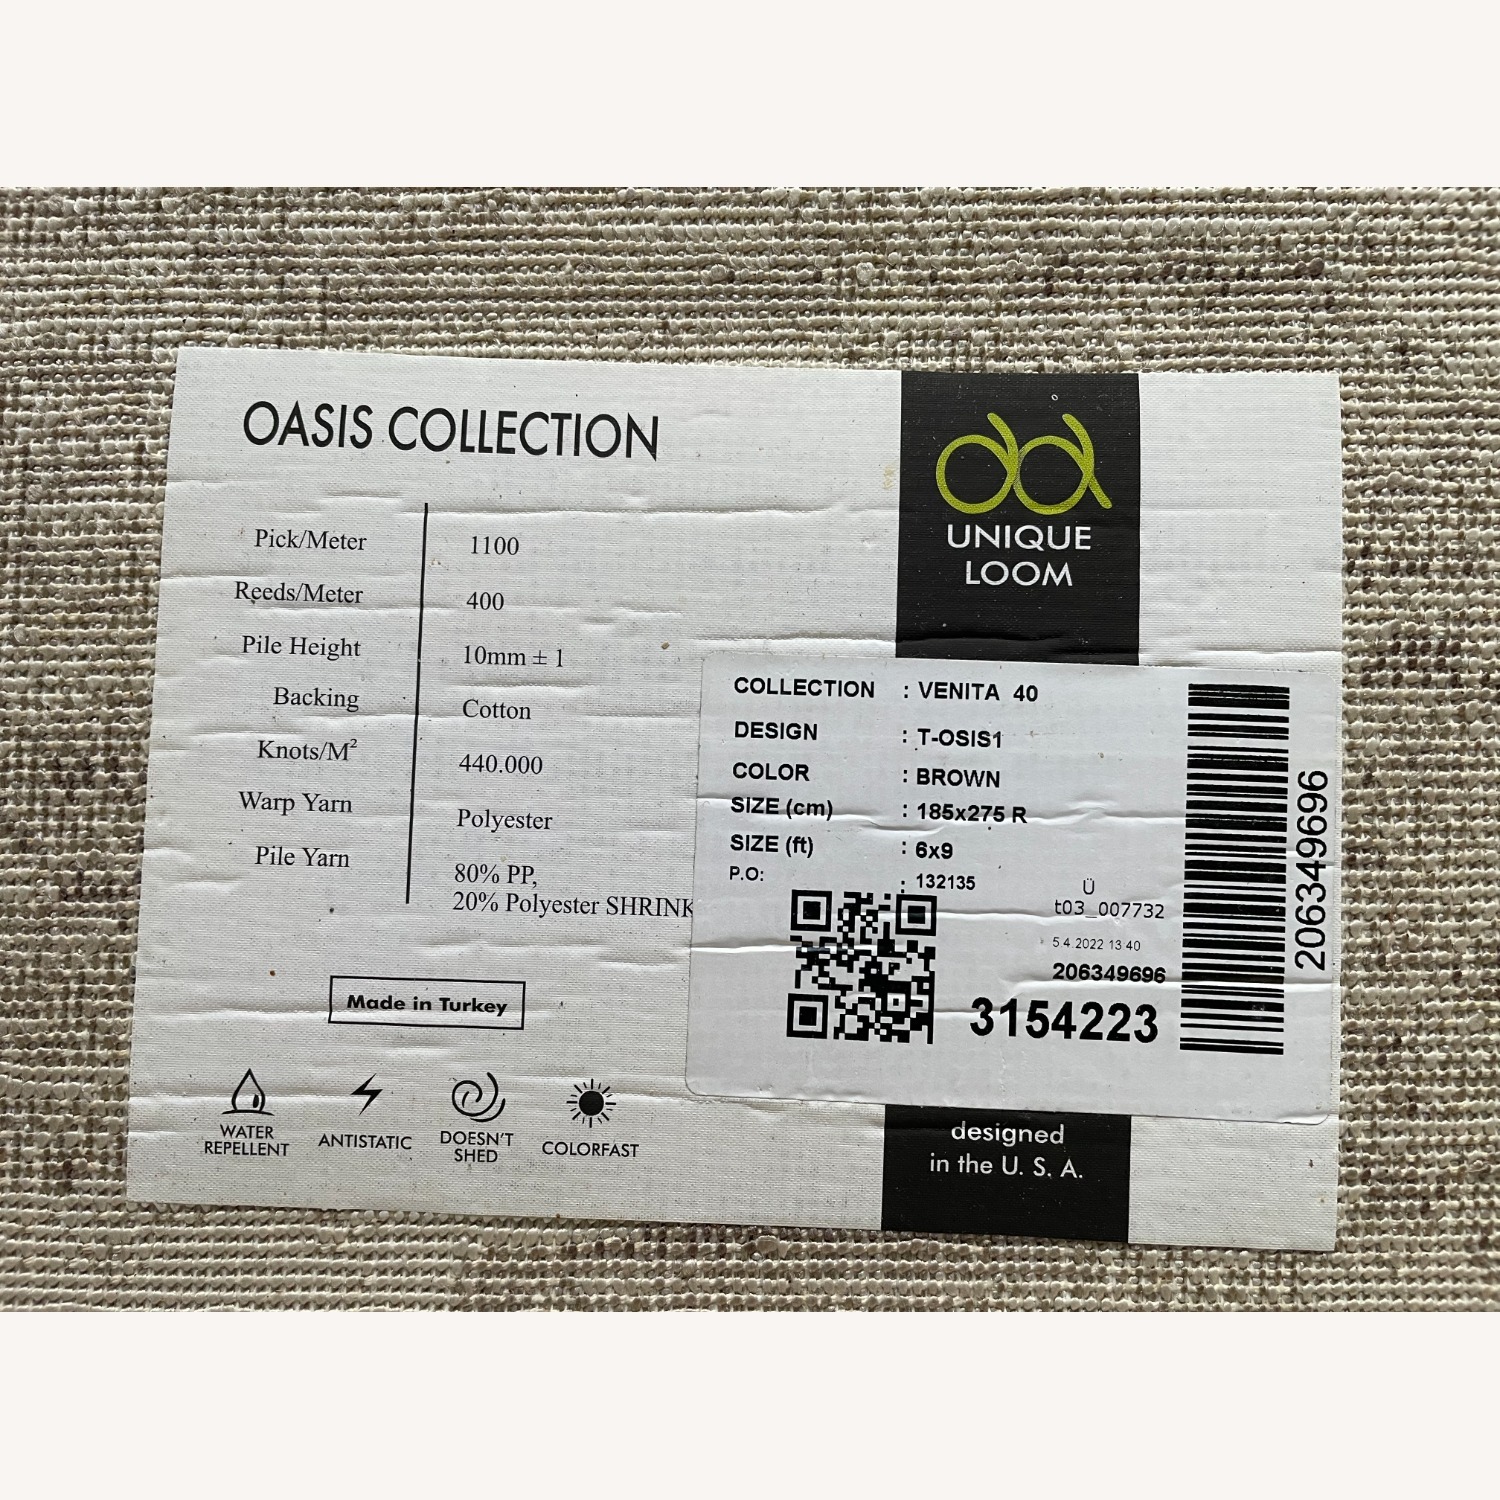 OASIS COLLECTION
Pick/Meter 1100
Reeds/Meter 400
Pile Height 10mm ± 1
Backing Cotton
Knots/M² 440.000
Warp Yarn Polyester
Pile Yarn 80% PP,
20% Polyester SHRINK
Made in Turkey
WATER
REPELLENT
ANTISTATIC
DOESN'T
SHED
COLORFAST
UNIQUE
LOOM
COLLECTION : VENITA 40
DESIGN : T-OSIS1
COLOR : BROWN
SIZE (cm) : 185x275 R
SIZE (ft) : 6x9
P.O: : 132135
Ü
t03_007732
5 4 2022 13 40
206349696
3154223
206349696
designed
in the U. S. A.